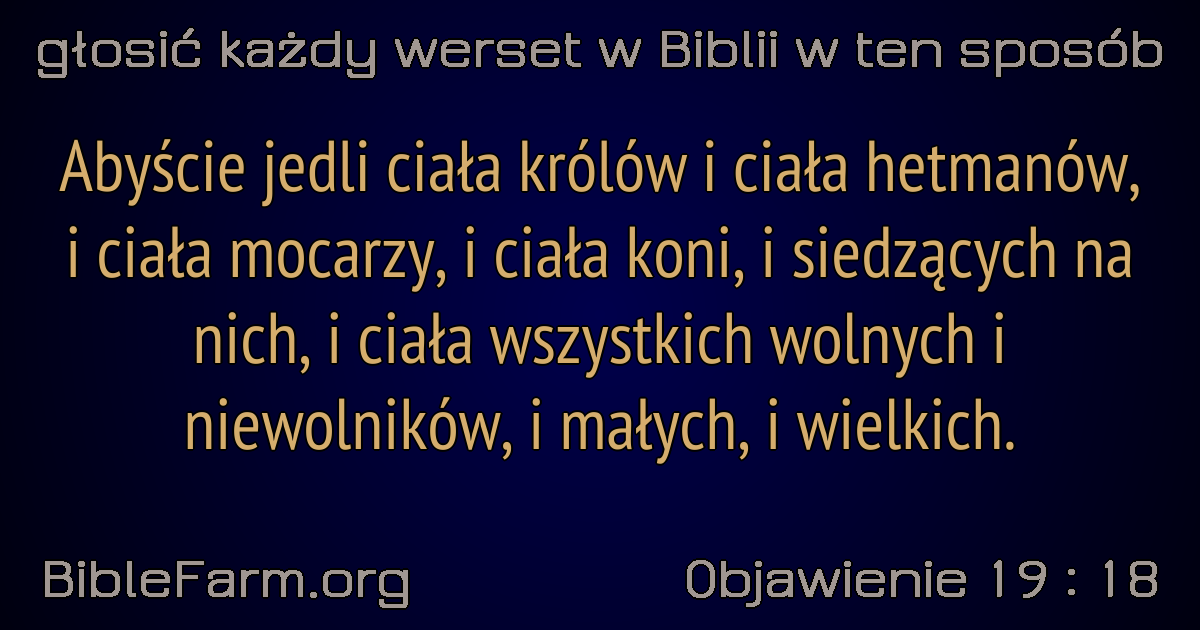 głosić każdy werset w Biblii w ten sposób
Abyście jedli ciała królów i ciała hetmanów,
i ciała mocarzy, i ciała koni, i siedzących na
nich, i ciała wszystkich wolnych i
niewolników, i małych, i wielkich.
BibleFarm.org
Objawienie 19 : 18